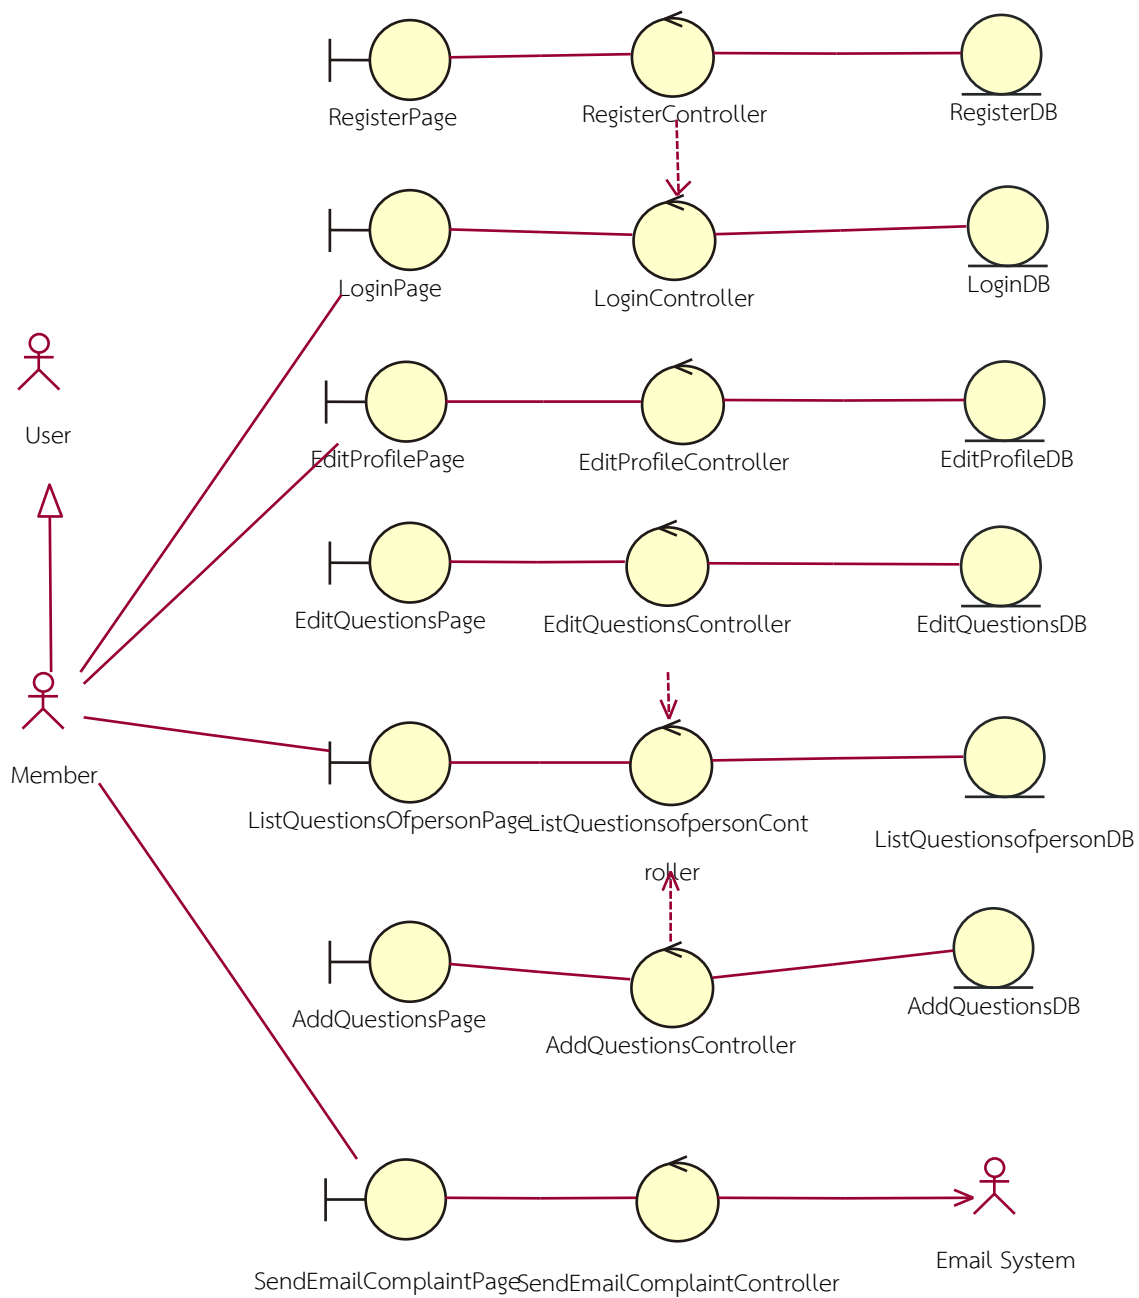 RegisterPage
RegisterController
RegisterDB
LoginPage
LoginController
LoginDB
User
EditProfilePage
EditProfileController
EditProfileDB
EditQuestionsPage
EditQuestionsController
EditQuestionsDB
Member
ListQuestionsOfpersonPage
ListQuestionsofpersonCont
roller
ListQuestionsofpersonDB
AddQuestionsPage
AddQuestionsController
AddQuestionsDB
SendEmailComplaintPage
SendEmailComplaintController
Email System